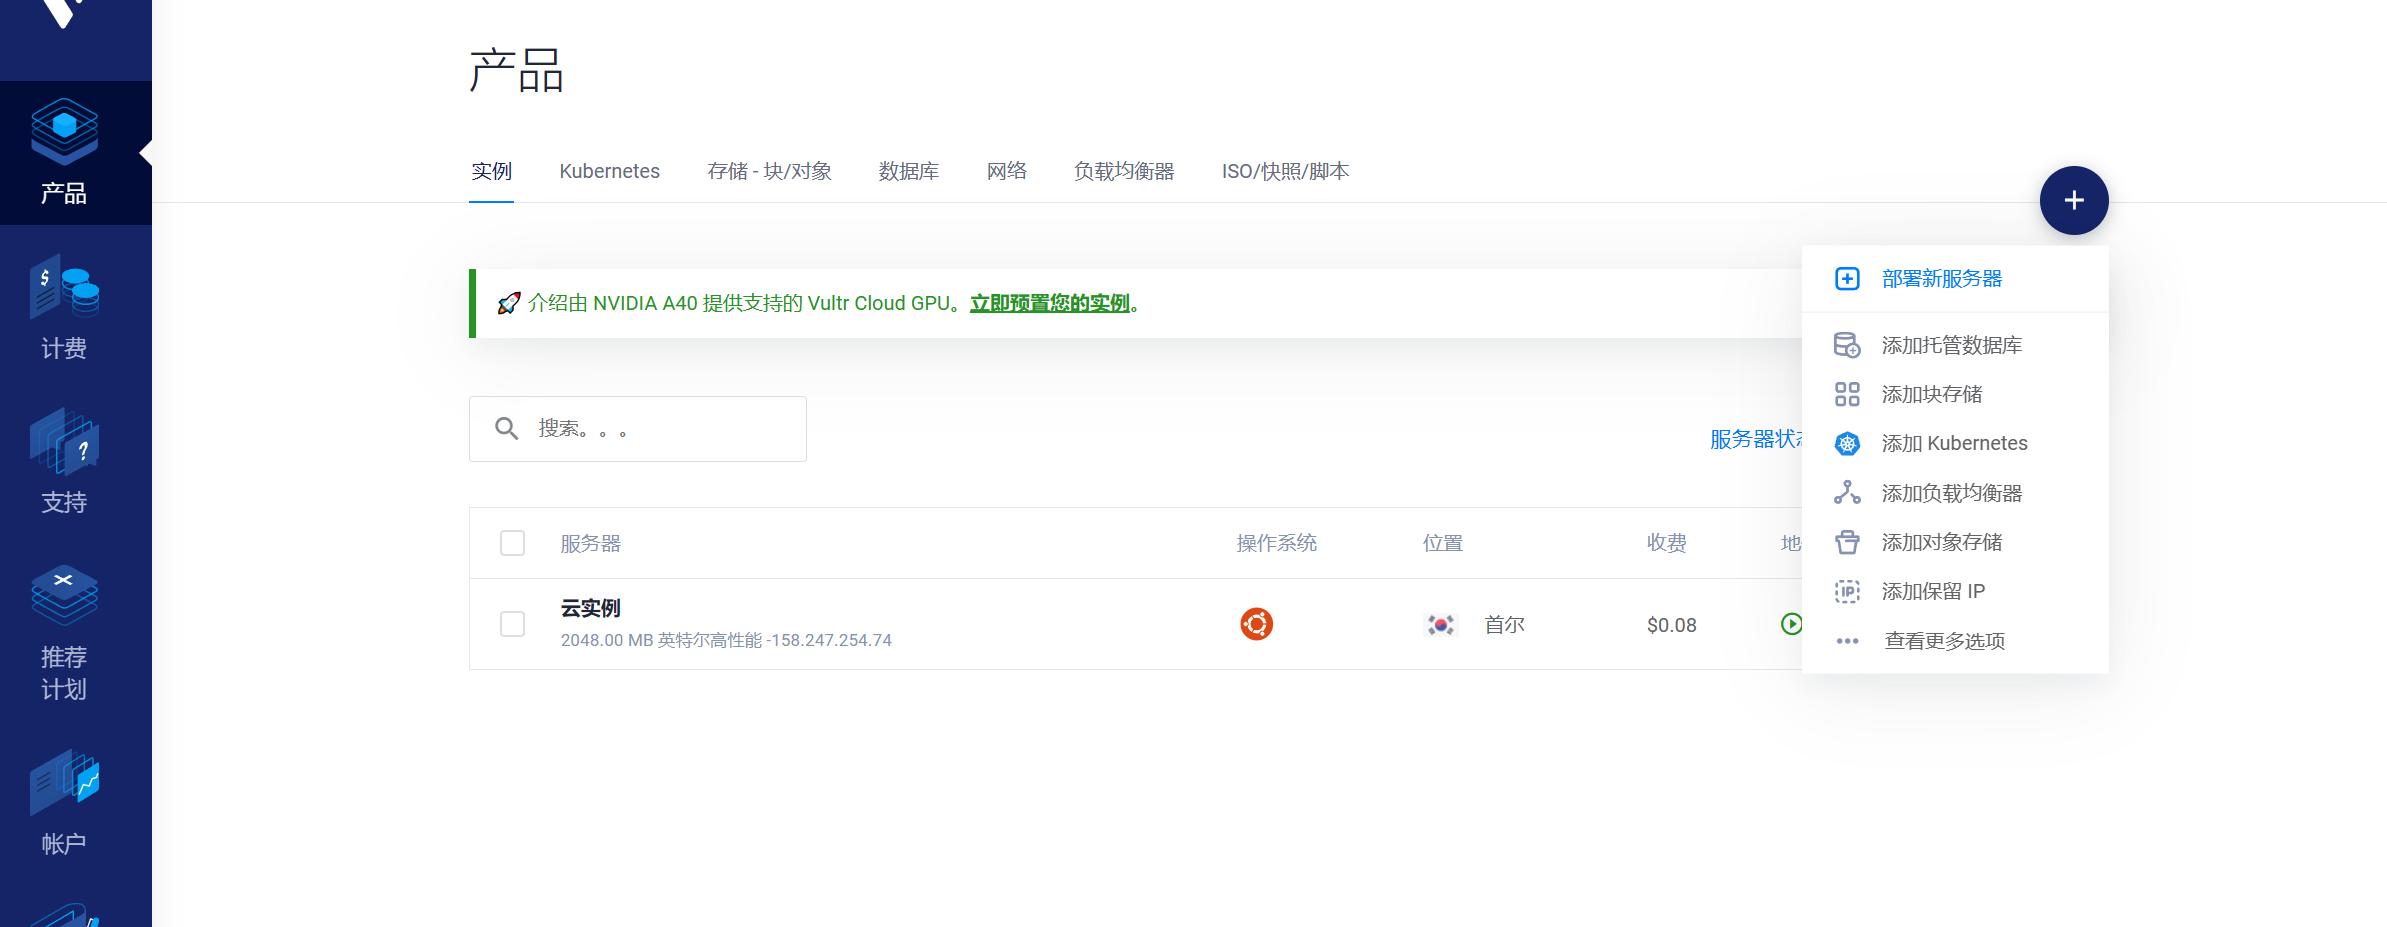 产品
产品
计费
支持
推荐
计划
帐户
实例
Kubernetes
存储 - 块/对象
数据库
网络
负载均衡器
ISO/快照/脚本
介绍由 NVIDIA A40 提供支持的 Vultr Cloud GPU。立即预置您的实例。
搜索。。。
服务器状
服务器
操作系统
位置
收费
云实例
2048.00 MB 英特尔高性能 -158.247.254.74
首尔
$0.08
部署新服务器
添加托管数据库
添加块存储
添加 Kubernetes
添加负载均衡器
添加对象存储
IP 添加保留 IP
查看更多选项